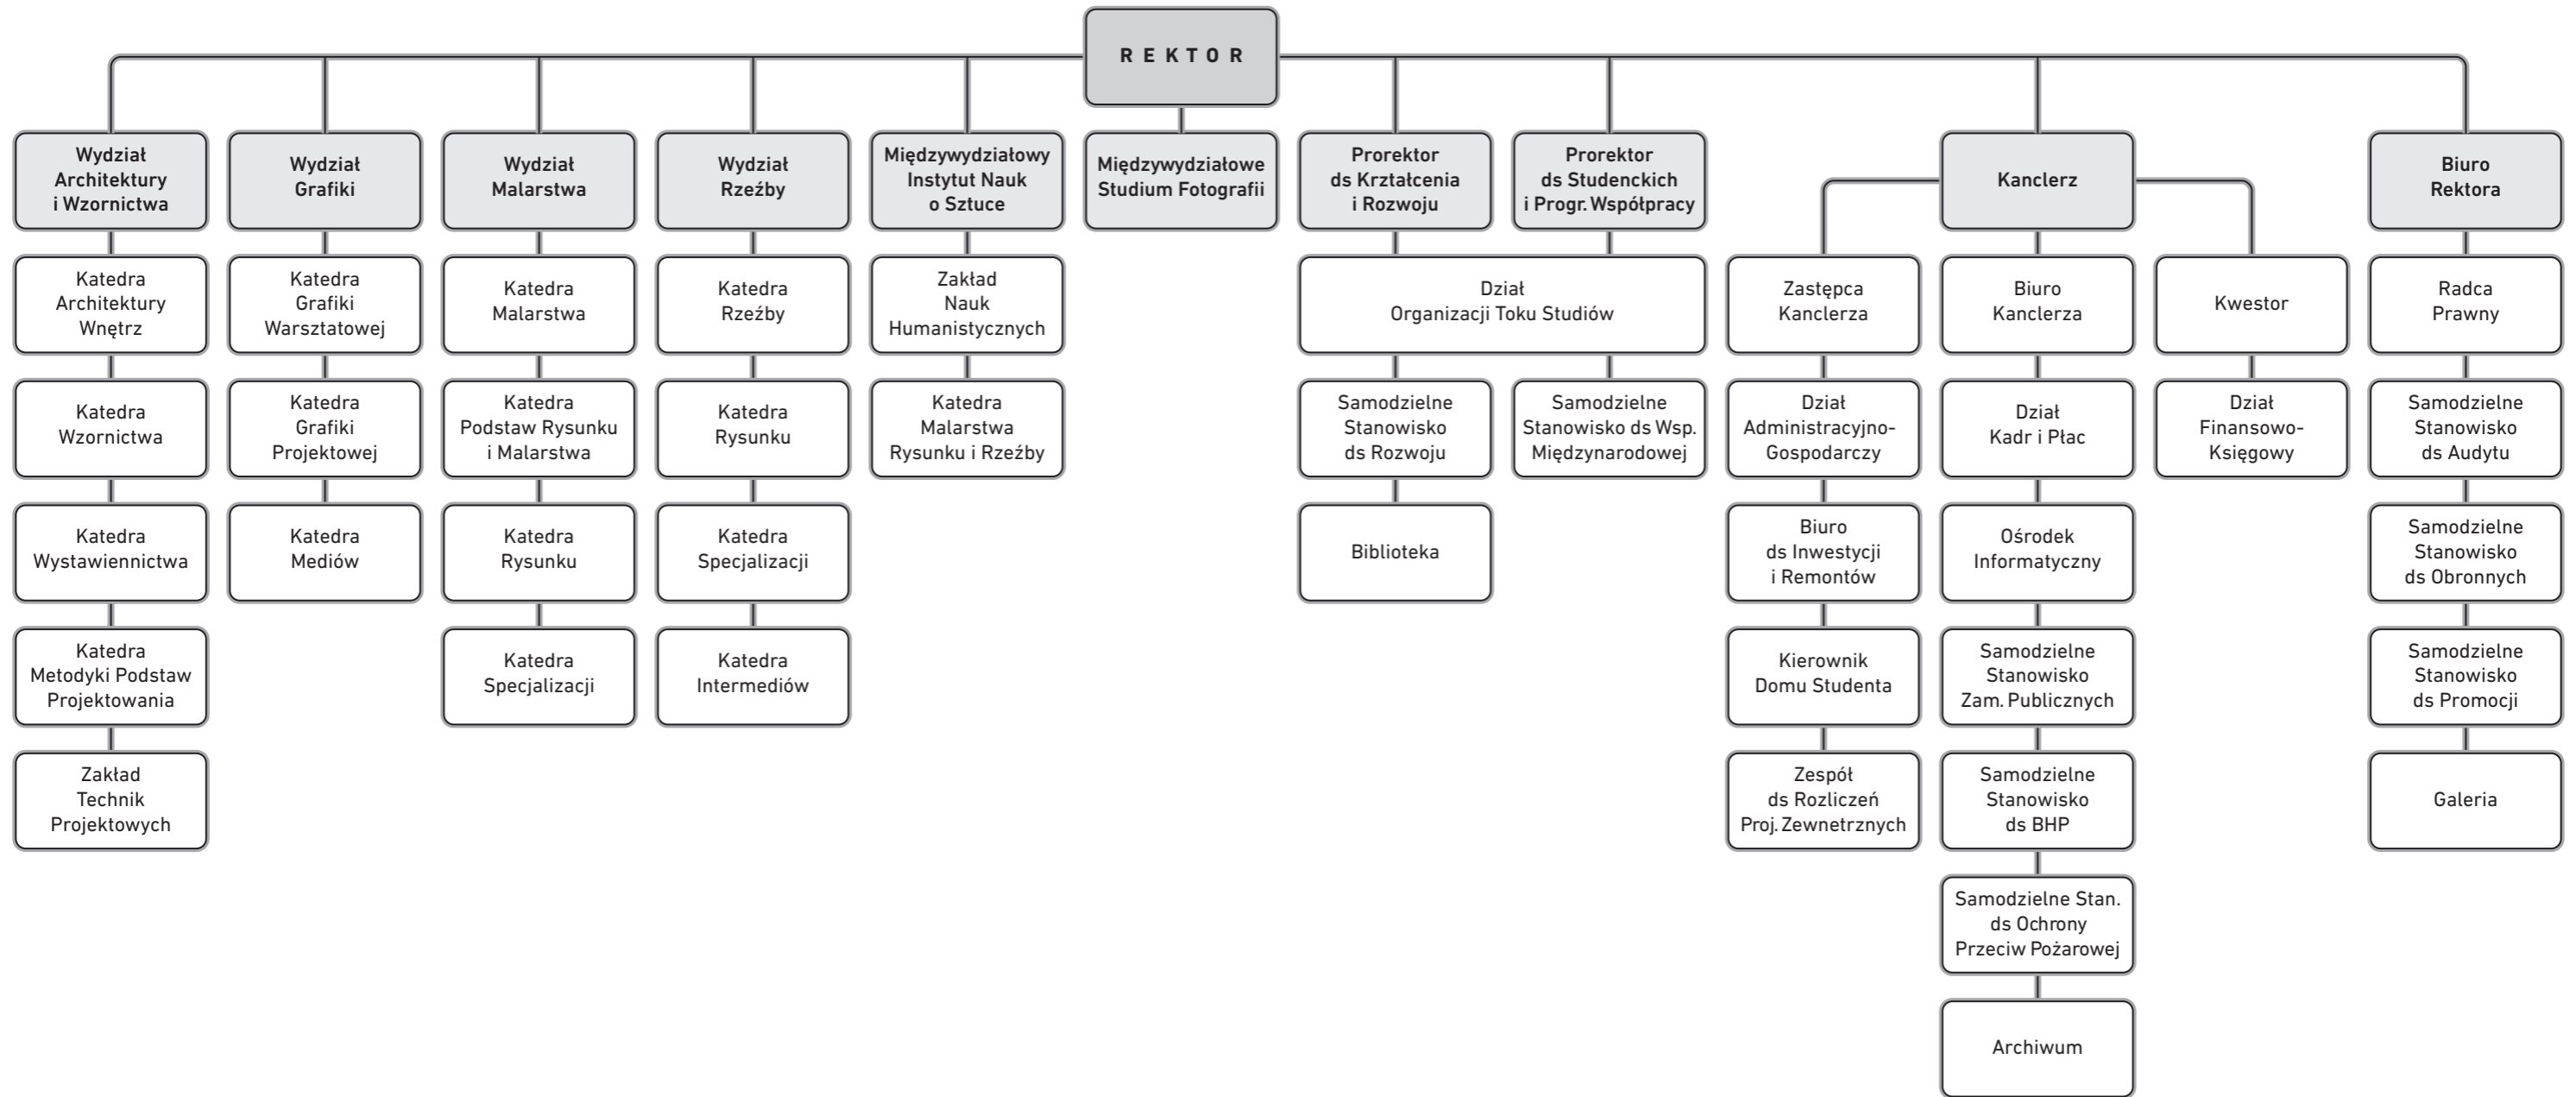 REKTOR
Wydział
Architektury
i Wzornictwa
Wydział
Grafiki
Wydział
Malarstwa
Wydział
Rzeźby
Międzywydziałowy
Instytut Nauk
o Sztuce
Międzywydziałowe
Studium Fotografii
Prorektor
ds Krztałcenia
i Rozwoju
Prorektor
ds Studenckich
i Progr. Współpracy
Kanclerz
Biuro
Rektora
Katedra
Architektury
Wnętrz
Katedra
Grafiki
Warsztatowej
Katedra
Malarstwa
Katedra
Rzeźby
Zakład
Nauk
Humanistycznych
Dział
Organizacji Toku Studiów
Zastępca
Kanclerza
Biuro
Kanclerza
Kwestor
Radca
Prawny
Katedra
Wzornictwa
Katedra
Grafiki
Projektowej
Katedra
Podstaw Rysunku
i Malarstwa
Katedra
Rysunku
Katedra
Malarstwa
Rysunku i Rzeźby
Samodzielne
Stanowisko
ds Rozwoju
Samodzielne
Stanowisko ds Wsp.
Międzynarodowej
Dział
Administracyjno-
Gospodarczy
Dział
Kadr i Płac
Dział
Finansowo-
Księgowy
Samodzielne
Stanowisko
ds Audytu
Katedra
Wystawiennictwa
Katedra
Mediów
Katedra
Rysunku
Katedra
Specjalizacji
Biblioteka
Biuro
ds Inwestycji
i Remontów
Ośrodek
Informatyczny
Samodzielne
Stanowisko
ds Obronnych
Katedra
Metodyki Podstaw
Projektowania
Katedra
Specjalizacji
Katedra
Intermediów
Kierownik
Domu Studenta
Samodzielne
Stanowisko
Zam. Publicznych
Samodzielne
Stanowisko
ds Promocji
Zakład
Technik
Projektowych
Zespół
ds Rozliczeń
Proj. Zewnetrznych
Samodzielne
Stanowisko
ds BHP
Galeria
Samodzielne Stan.
ds Ochrony
Przeciw Pożarowej
Archiwum